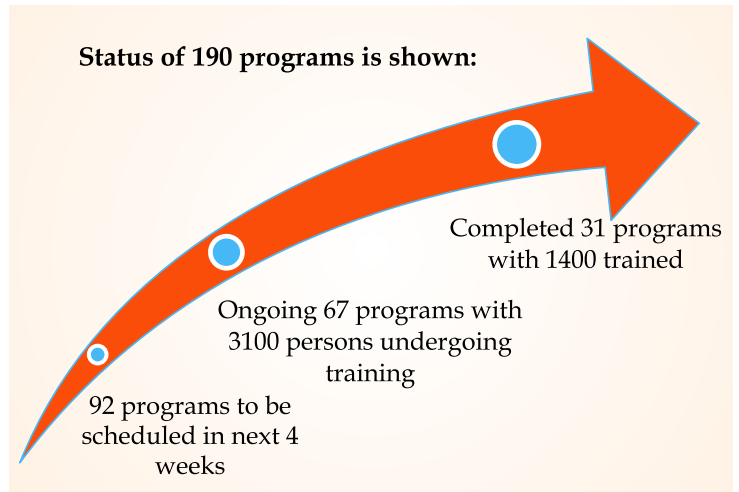 Status of 190 programs is shown:
Completed 31 programs
with 1400 trained
Ongoing 67 programs with
3100 persons undergoing
training
92 programs to be
scheduled in next 4
weeks